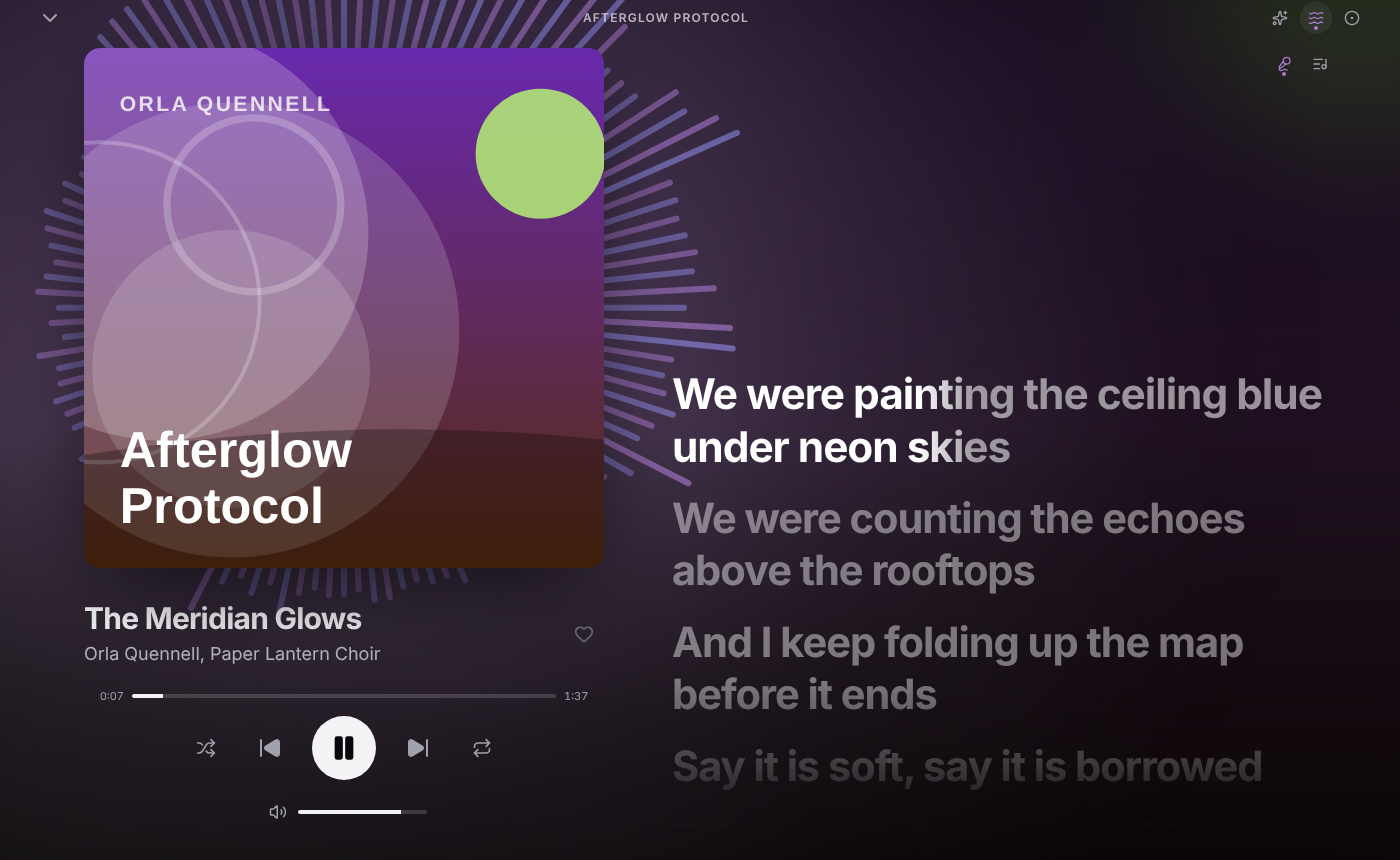 AFTERGLOW PROTOCOL
ORLA QUENNELL
Afterglow
Protocol
The Meridian Glows
Orla Quennell, Paper Lantern Choir
0:07
1:37
We were painting the ceiling blue
under neon skies
We were counting the echoes
above the rooftops
And I keep folding up the map
before it ends
Say it is soft, say it is borrowed